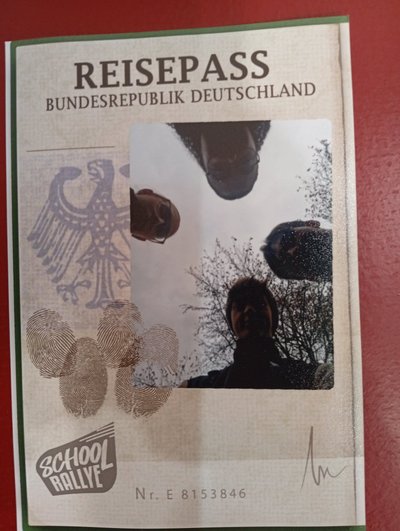 REISEPASS
BUNDESREPUBLIK DEUTSCHLAND
SCHOOL
RALLYE
Nr. E 8153846